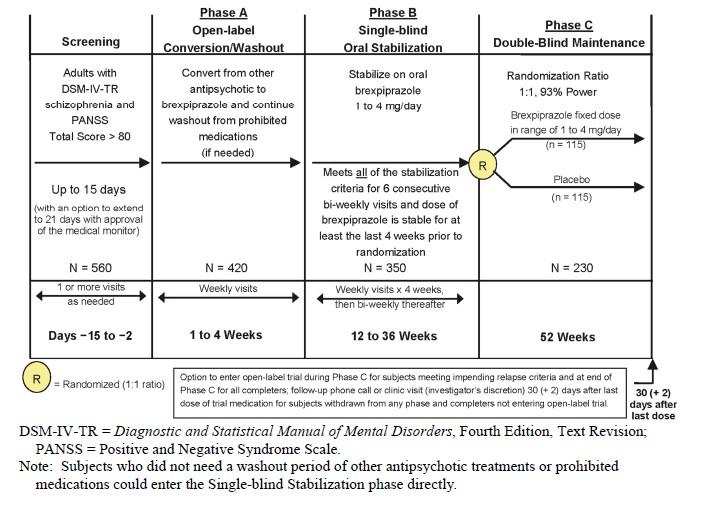 Screening
Phase A
Open-label
Conversion/Washout
Phase B
Single-blind
Oral Stabilization
Phase C
Double-Blind Maintenance
Adults with
DSM-IV-TR
schizophrenia and
PANSS
Total Score > 80
Up to 15 days
(with an option to extend
to 21 days with approval
of the medical monitor)
N = 560
1 or more visits
as needed
Days −15 to −2
Convert from other
antipsychotic to
brexpiprazole and continue
washout from prohibited
medications
(if needed)
N = 420
Weekly visits
1 to 4 Weeks
Stabilize on oral
brexpiprazole
1 to 4 mg/day
Meets all of the stabilization
criteria for 6 consecutive
bi-weekly visits and dose of
brexpiprazole is stable for at
least the last 4 weeks prior to
randomization
N = 350
Weekly visits x 4 weeks,
then bi-weekly thereafter
12 to 36 Weeks
Randomization Ratio
1:1, 93% Power
Brexpiprazole fixed dose
in range of 1 to 4 mg/day
(n = 115)
R
Placebo
(n = 115)
N = 230
52 Weeks
R
= Randomized (1:1 ratio)
Option to enter open-label trial during Phase C for subjects meeting impending relapse criteria and at end of
Phase C for all completers; follow-up phone call or clinic visit (investigator's discretion) 30 (+ 2) days after last
dose of trial medication for subjects withdrawn from any phase and completers not entering open-label trial.
30 (+ 2)
days after
last dose
DSM-IV-TR = Diagnostic and Statistical Manual of Mental Disorders, Fourth Edition, Text Revision;
PANSS = Positive and Negative Syndrome Scale.
Note: Subjects who did not need a washout period of other antipsychotic treatments or prohibited
medications could enter the Single-blind Stabilization phase directly.